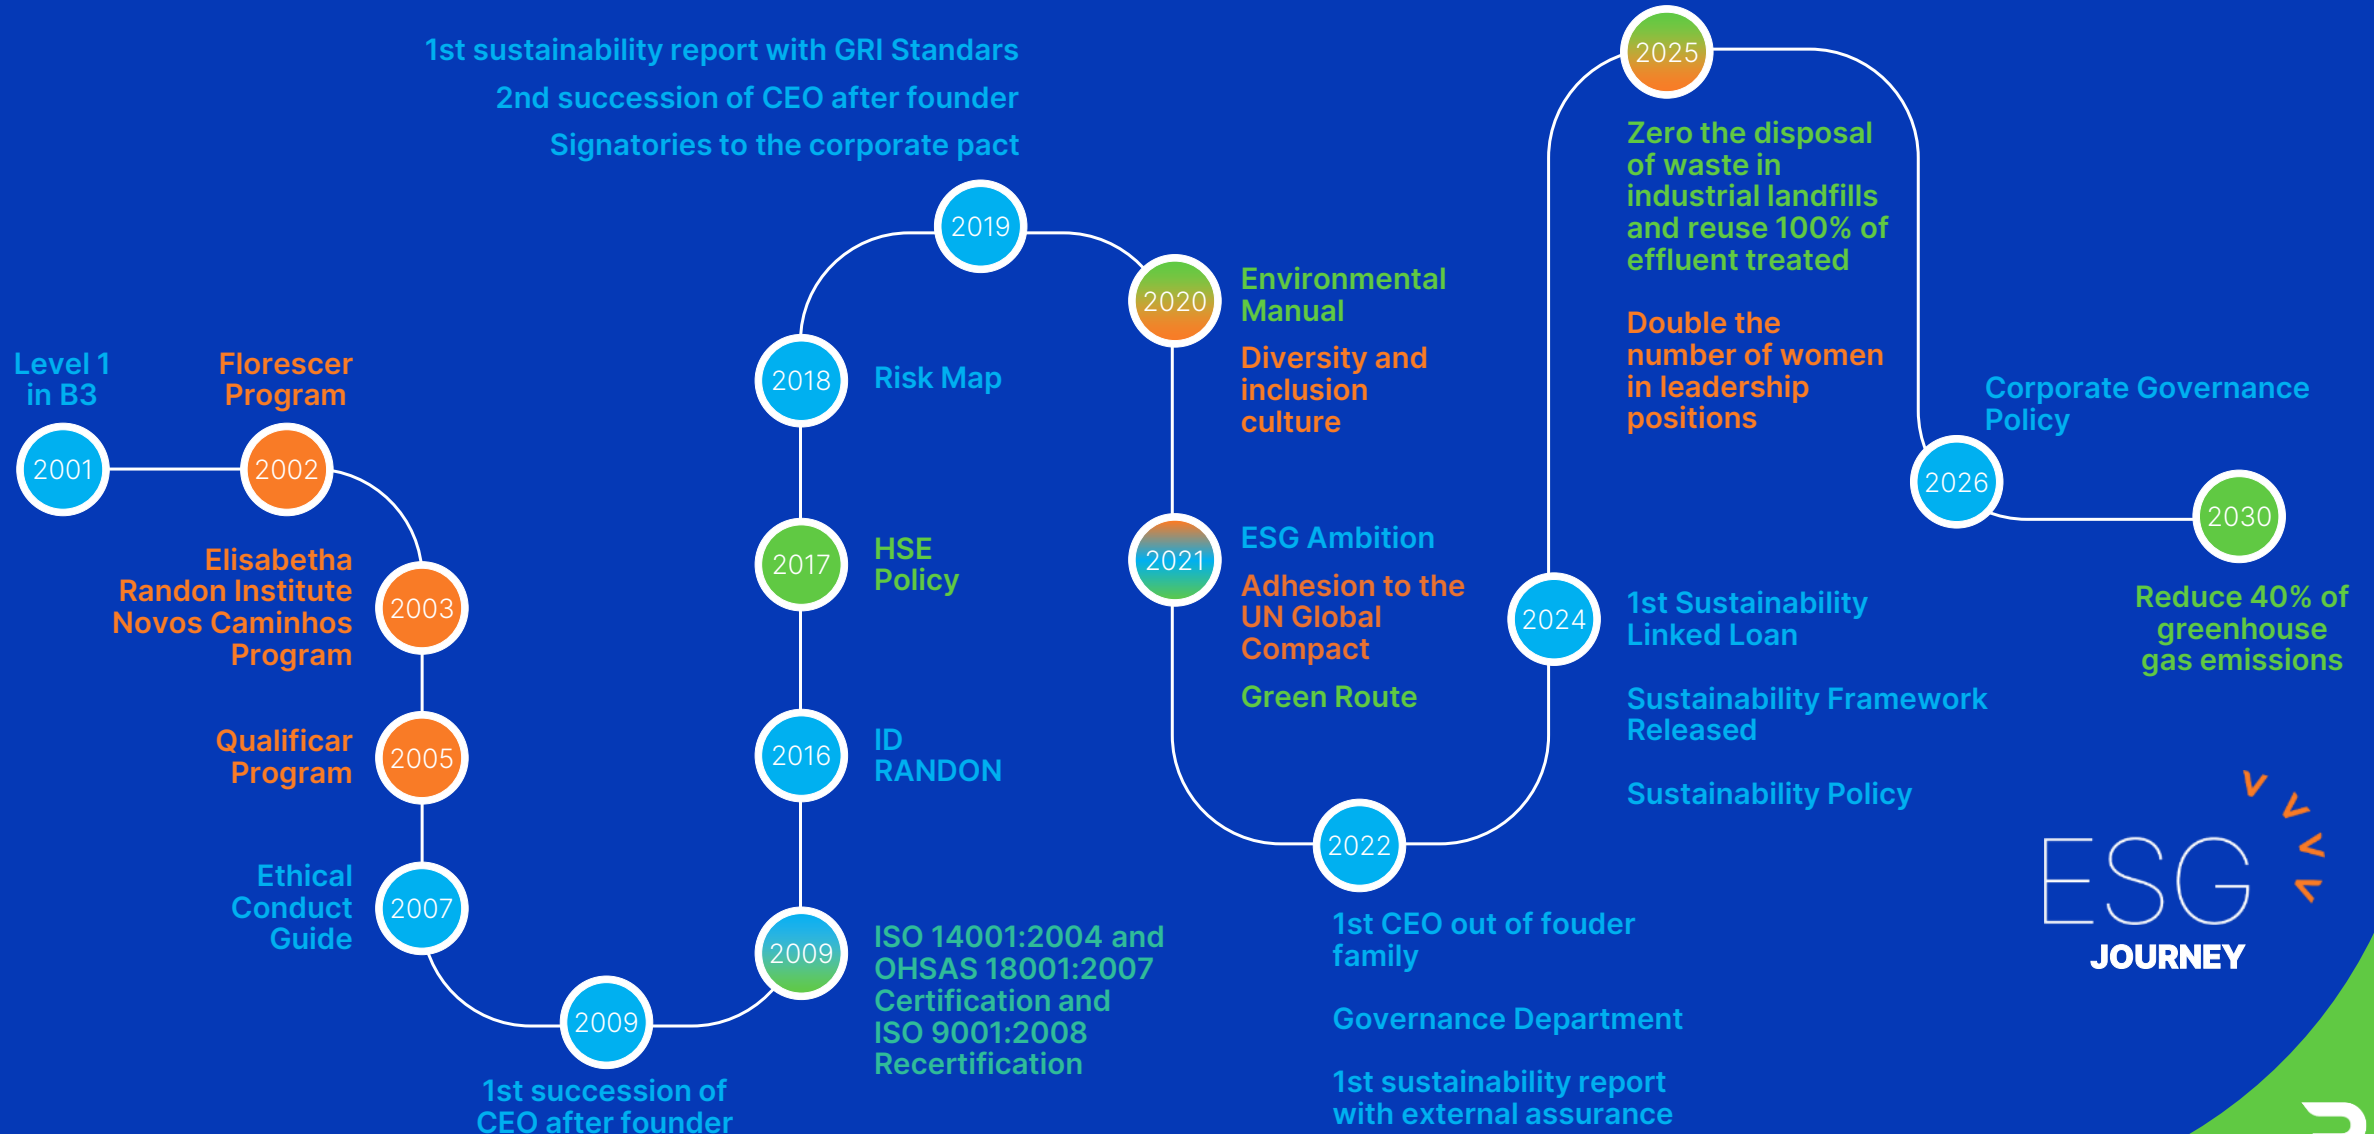 Level 1
in B3
2001
Florescer
Program
2002
Elisabetha
Randon Institute
Novos Caminhos
Program
2003
Qualificar
Program
2005
Ethical
Conduct
Guide
2007
2009
1st succession of
CEO after founder
2009
ISO 14001:2004 and
OHSAS 18001:2007
Certification and
ISO 9001:2008
Recertification
2016
ID
RANDON
2017
HSE
Policy
2018
Risk Map
1st sustainability report with GRI Standars
2nd succession of CEO after founder
Signatories to the corporate pact
2019
2020
Environmental
Manual
Diversity and
inclusion
culture
2021
ESG Ambition
Adhesion to the
UN Global
Compact
Green Route
2022
1st CEO out of fouder
family
Governance Department
1st sustainability report
with external assurance
2024
1st Sustainability
Linked Loan
Sustainability Framework
Released
Sustainability Policy
2025
Zero the disposal
of waste in
industrial landfills
and reuse 100% of
effluent treated
Double the
number of women
in leadership
positions
Corporate Governance
Policy
2026
2030
Reduce 40% of
greenhouse
gas emissions
ESG
JOURNEY